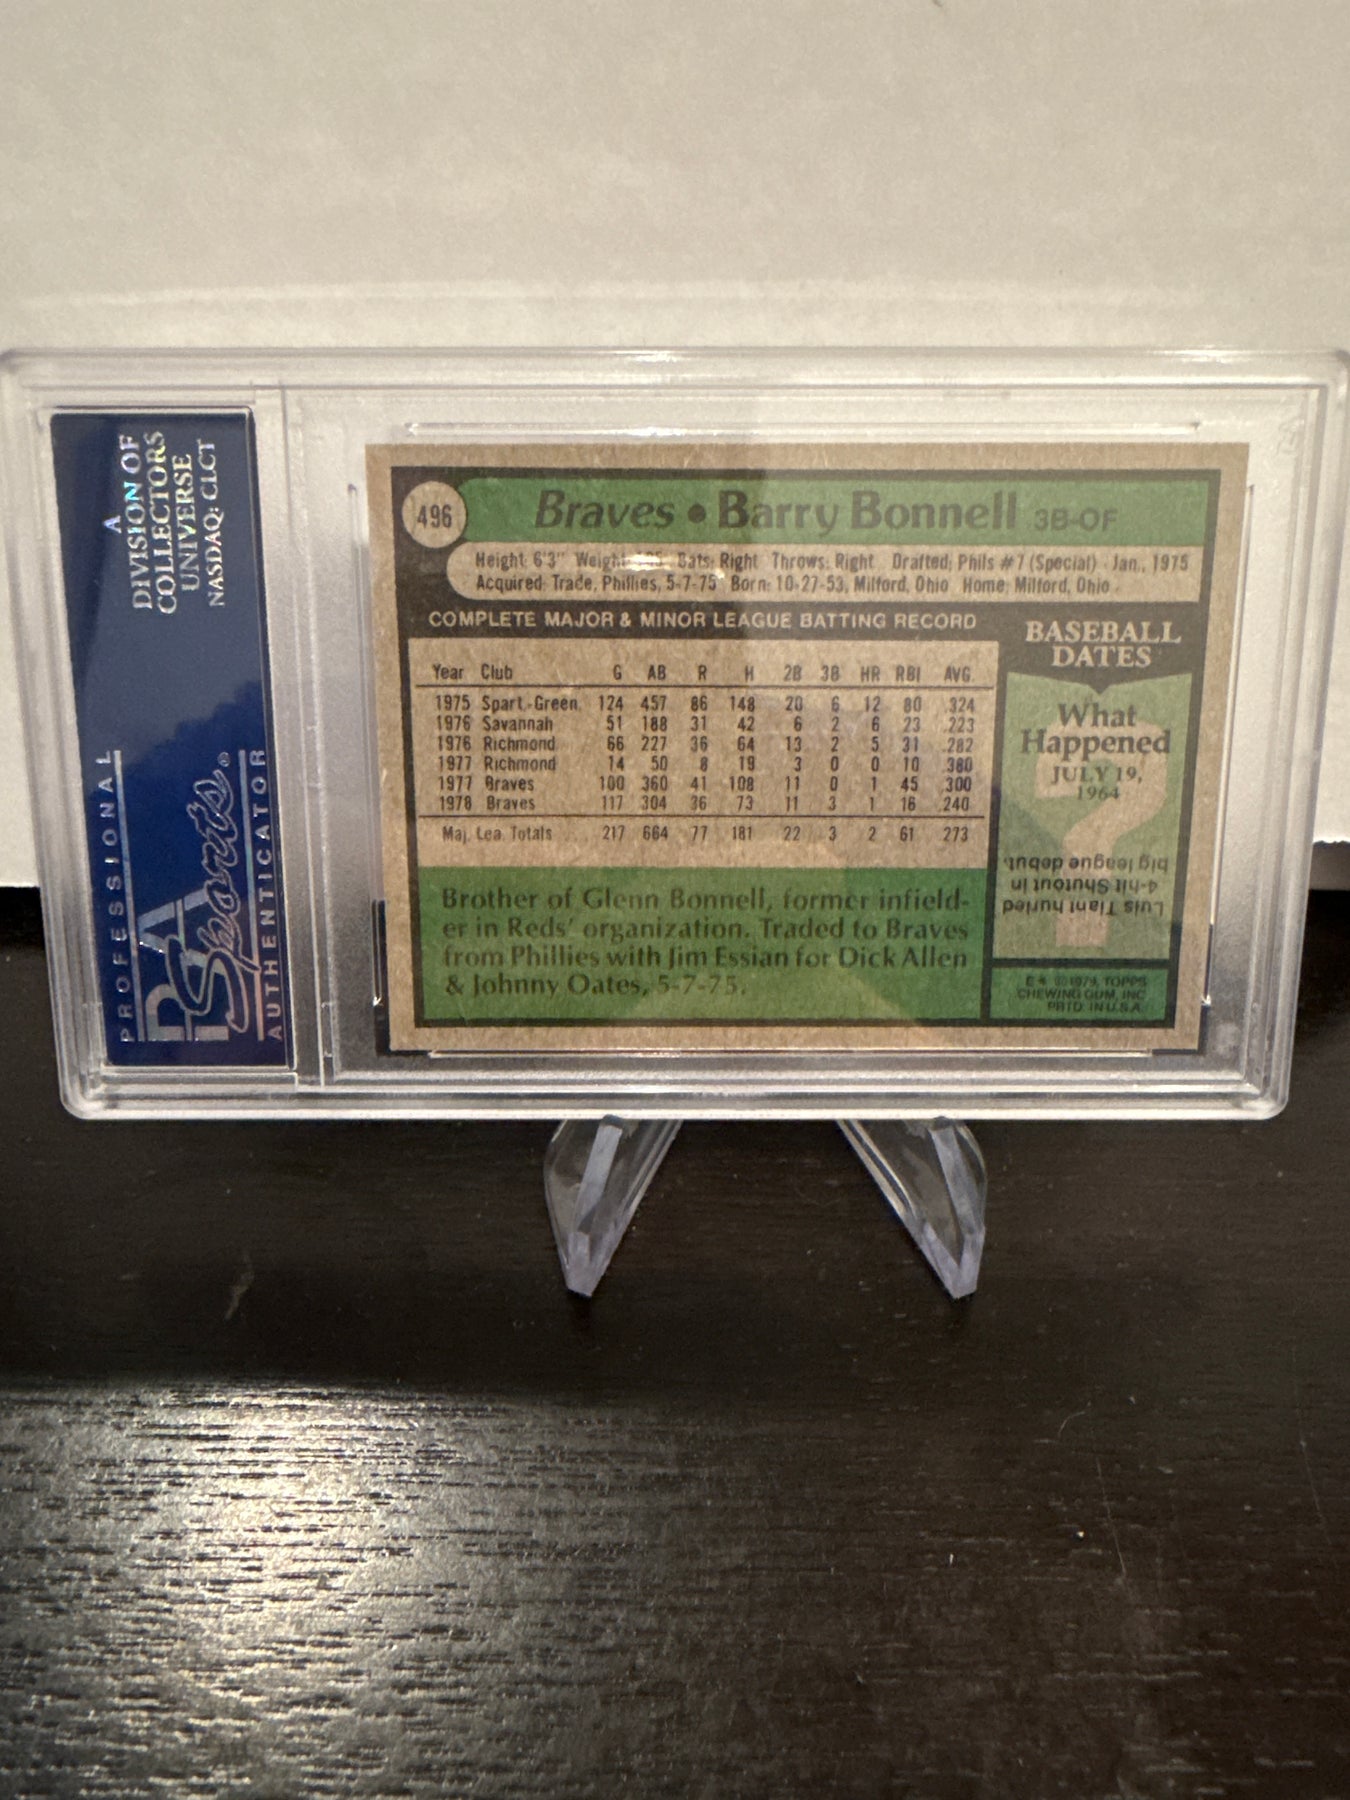 A
DIVISION OF
COLLECTORS
UNIVERSE
NASDAQ: CLCT
PROFESSIONAL
PSA
Sports®
AUTHENTICATOR
496
Braves • Barry Bonnell 3B-OF
Height: 6'3" Weight: Bats: Right Throws: Right Drafted: Phils #7 (Special) - Jan., 1975
Acquired: Trade, Phillies, 5-7-75 Born: 10-27-53, Milford, Ohio Home: Milford, Ohio
COMPLETE MAJOR & MINOR LEAGUE BATTING RECORD
Year Club G AB R H 2B 3B HR RBI AVG.
1975 Spart.-Green. 124 457 86 148 20 6 12 80 .324
1976 Savannah 51 188 31 42 6 2 6 23 .223
1976 Richmond 66 227 36 64 13 2 5 31 .282
1977 Richmond 14 50 8 19 3 0 0 10 .380
1977 Braves 100 360 41 108 11 0 1 45 .300
1978 Braves 117 304 36 73 11 3 1 16 .240
Maj. Lea. Totals 217 664 77 181 22 3 2 61 .273
Brother of Glenn Bonnell, former infield-
er in Reds' organization. Traded to Braves
from Phillies with Jim Essian for Dick Allen
& Johnny Oates, 5-7-75.
BASEBALL
DATES
What
Happened
JULY 19,
1964
Luis Tiant hurled
4-hit Shutout in
big league debut.
©1979, TOPPS
CHEWING GUM, INC.
PRTD. IN U.S.A.